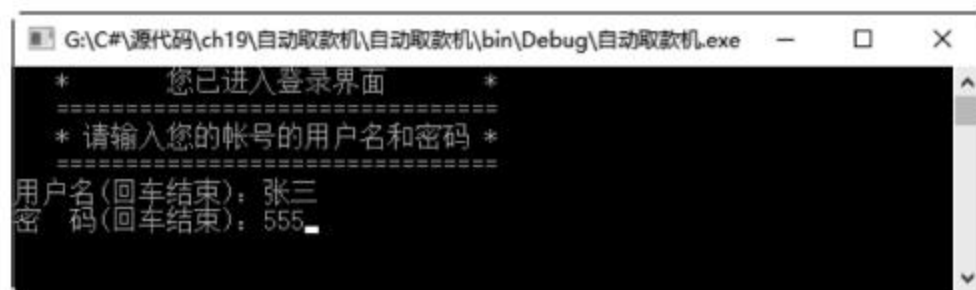 G:\C#\源代码\ch19\自动取款机\自动取款机\bin\Debug\自动取款机.exe
* 您已进入登录界面 *
================================
* 请输入您的帐号的用户名和密码 *
================================
用户名(回车结束): 张三
密 码(回车结束): 555